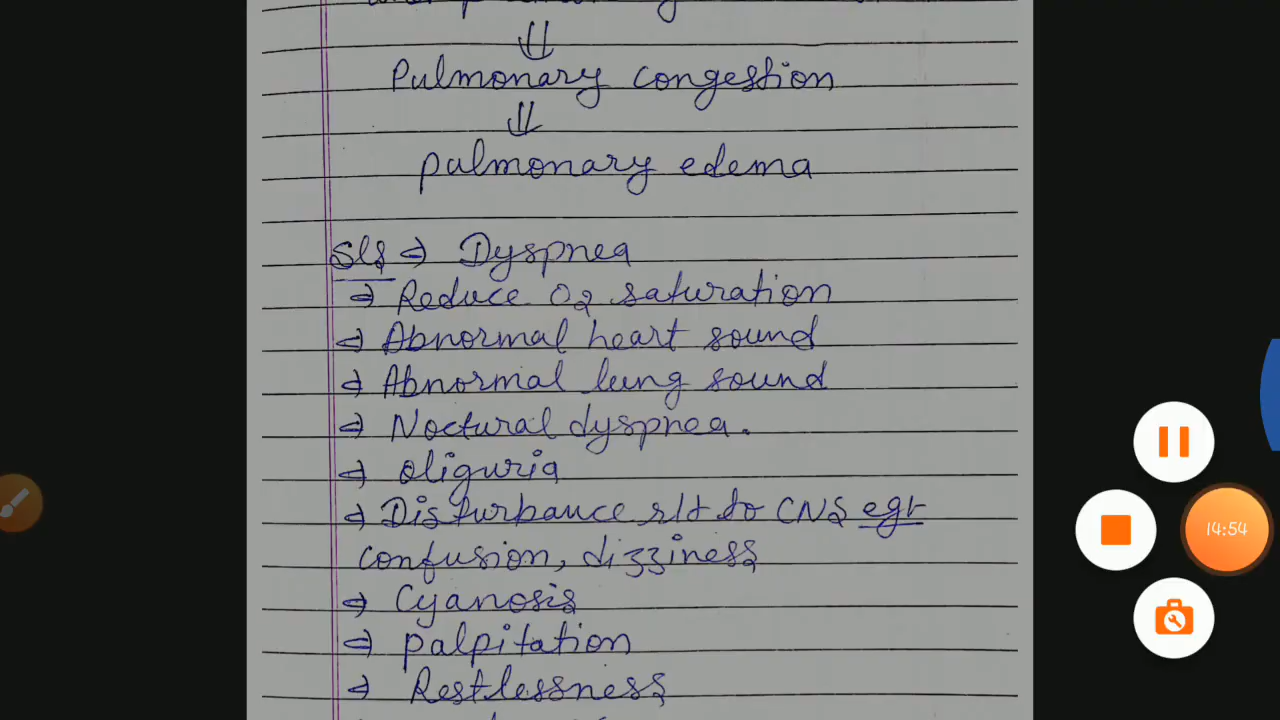 ⇓
Pulmonary congestion
⇓
pulmonary edema
S/S ⇒ Dyspnea
⇒ Reduce O2 saturation
⇒ Abnormal heart sound
⇒ Abnormal lung sound
⇒ Noctural dyspnea.
⇒ oliguria
⇒ Disturbance r/t to CNS eg:-
confusion, dizziness
⇒ Cyanosis
⇒ palpitation
⇒ Restlessness
14:54